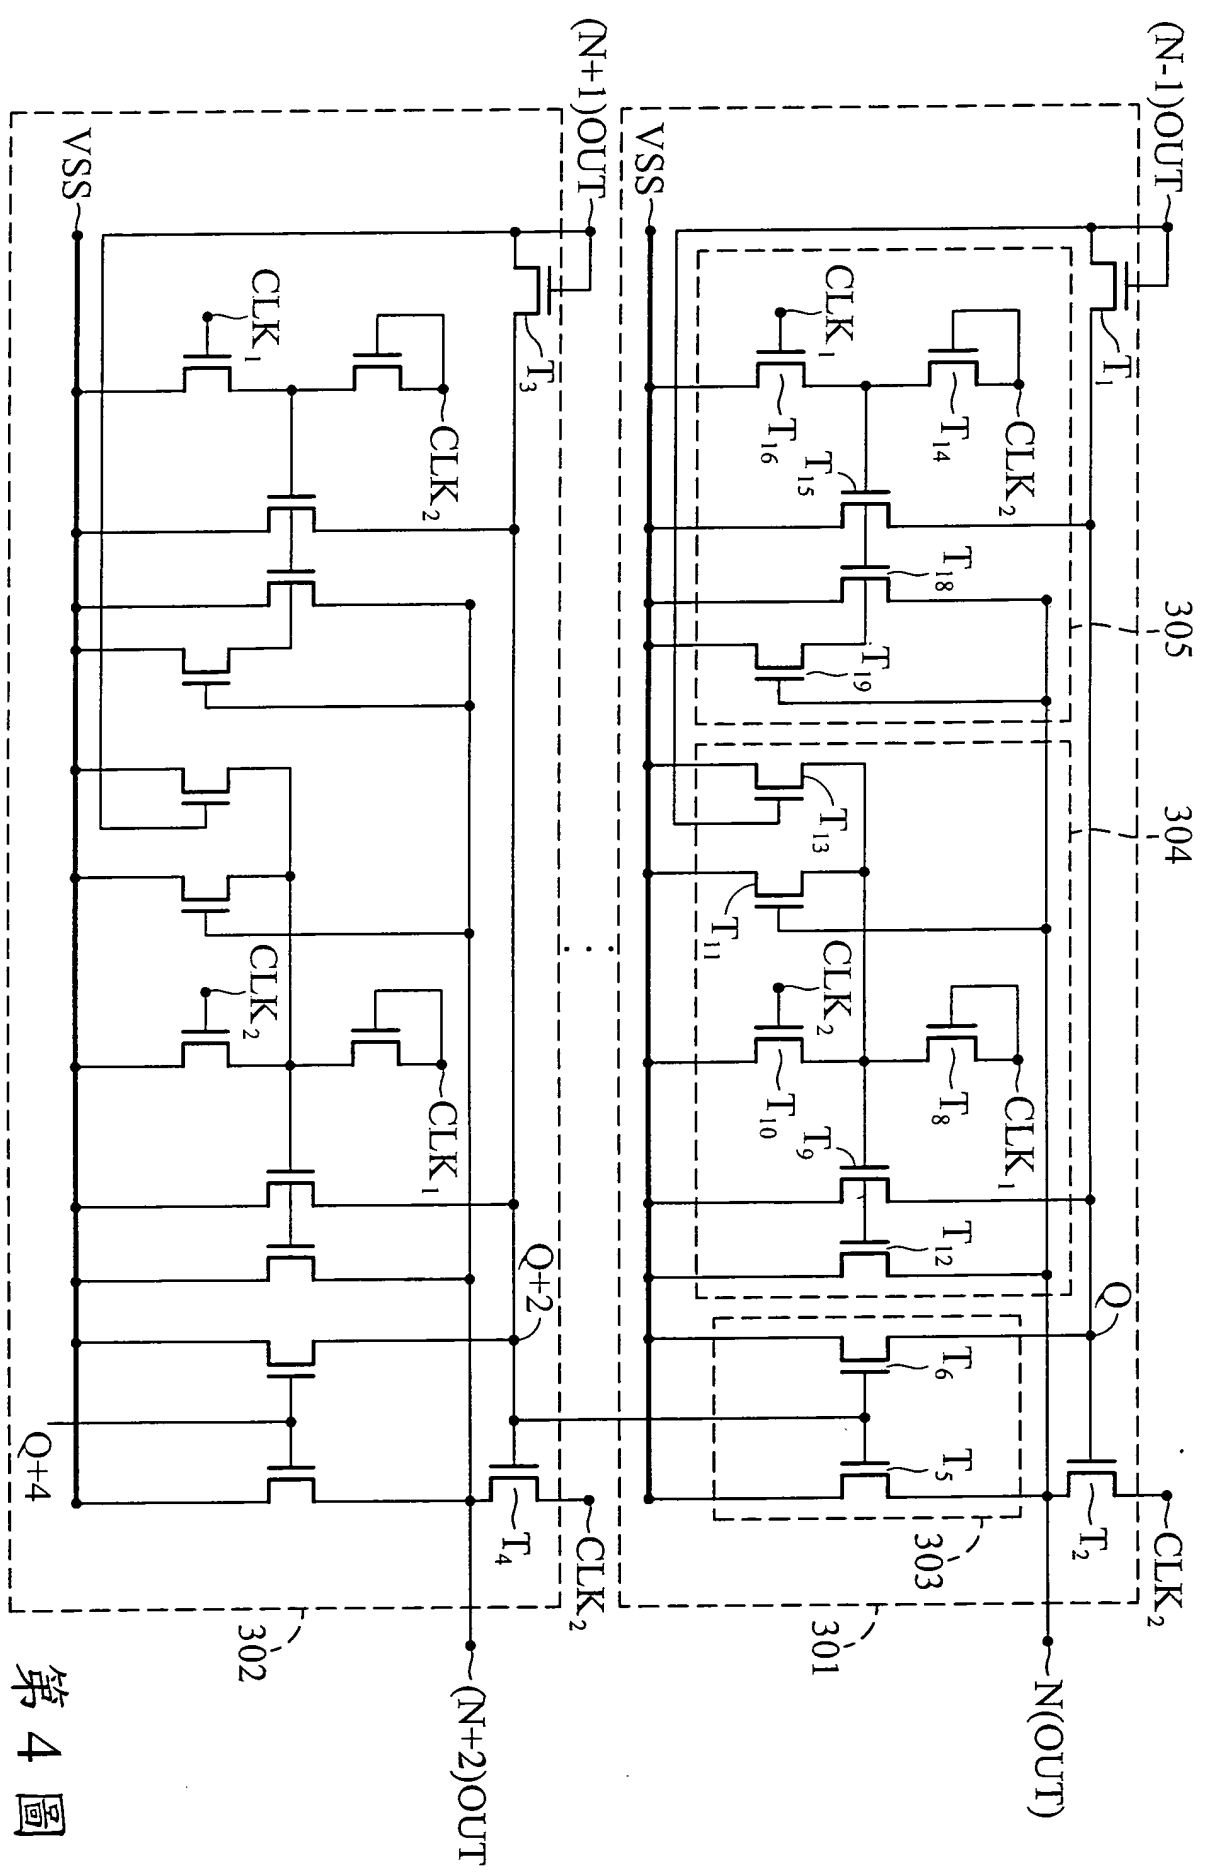 (N-1)OUT
T1
CLK2
305
304
Q
T2
CLK2
VSS
CLK1
T14
T16
T15
T18
T19
T13
T11
CLK2
T8
CLK1
T10
T9
T12
T6
T5
303
301
N(OUT)
(N+1)OUT
T3
CLK2
VSS
CLK1
CLK2
CLK1
Q+2
T4
CLK2
Q+4
302
(N+2)OUT
第 4 圖